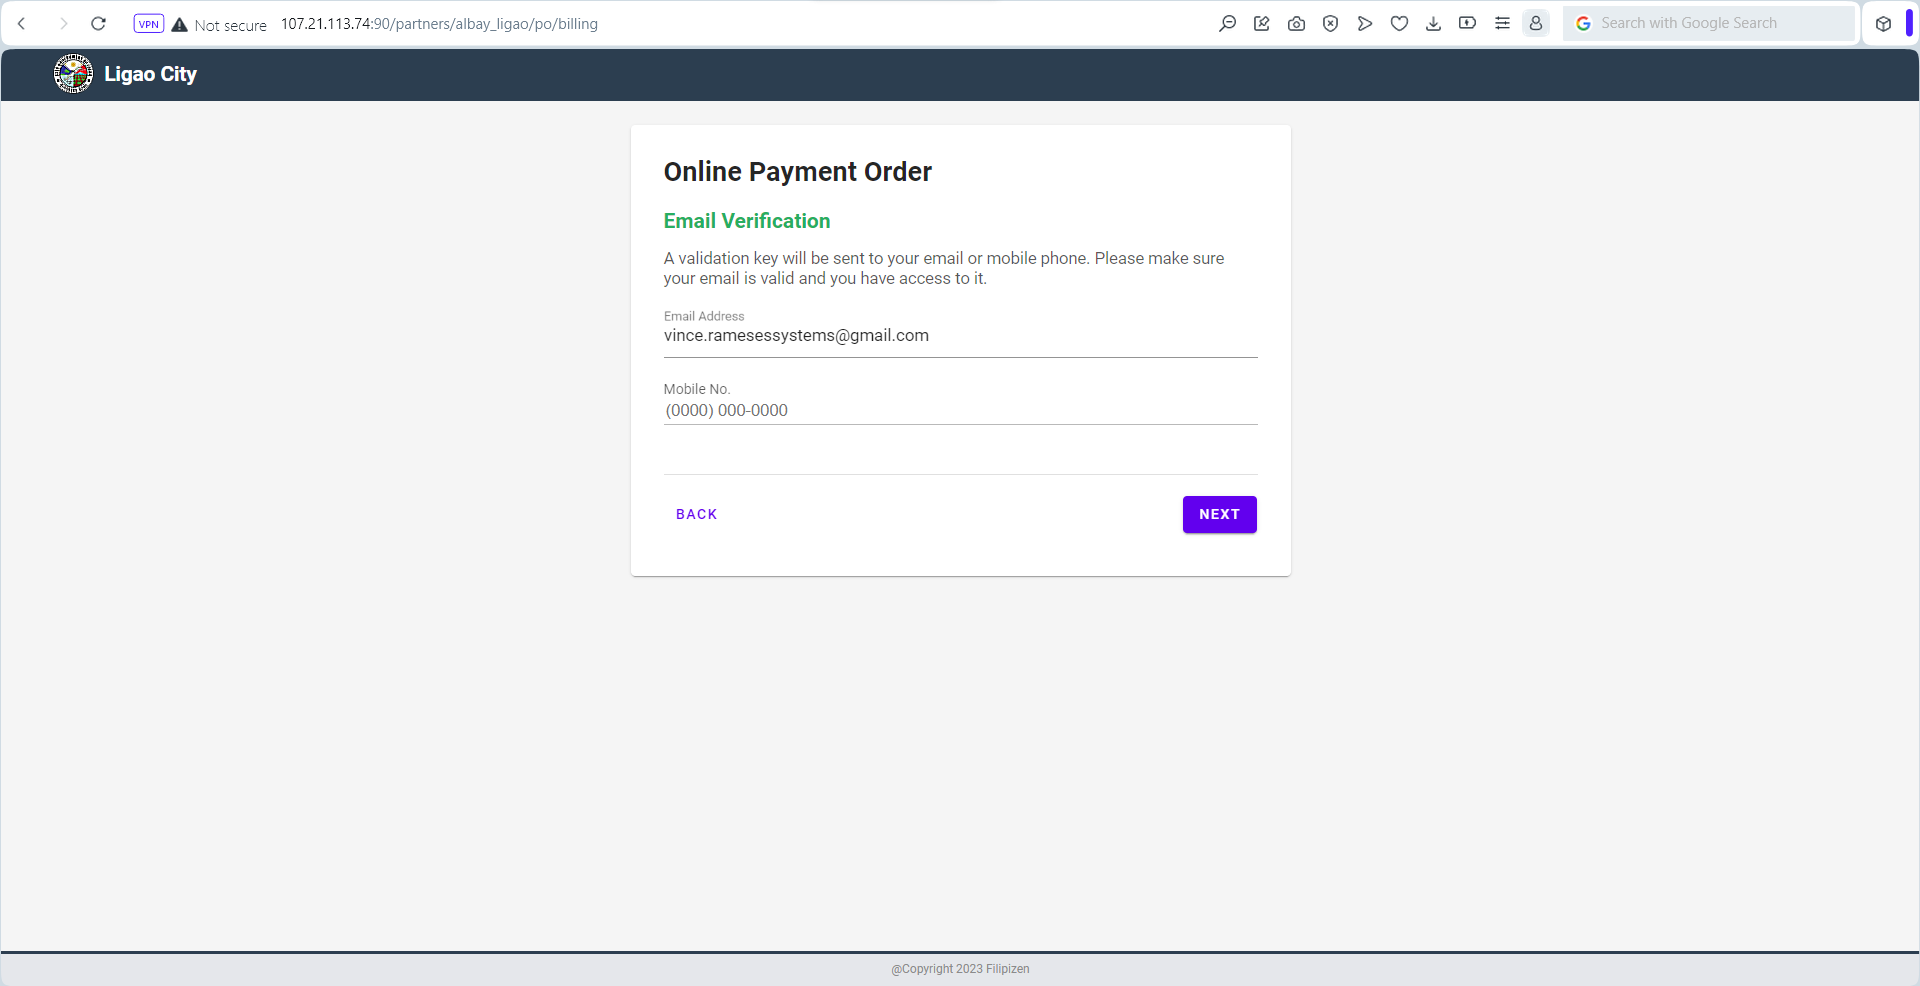 VPN
Not secure
107.21.113.74:90/partners/albay_ligao/po/billing
Search with Google Search
Ligao City
Online Payment Order
Email Verification
A validation key will be sent to your email or mobile phone. Please make sure
your email is valid and you have access to it.
Email Address
vince.ramesessystems@gmail.com
Mobile No.
(0000) 000-0000
BACK
NEXT
@Copyright 2023 Filipizen